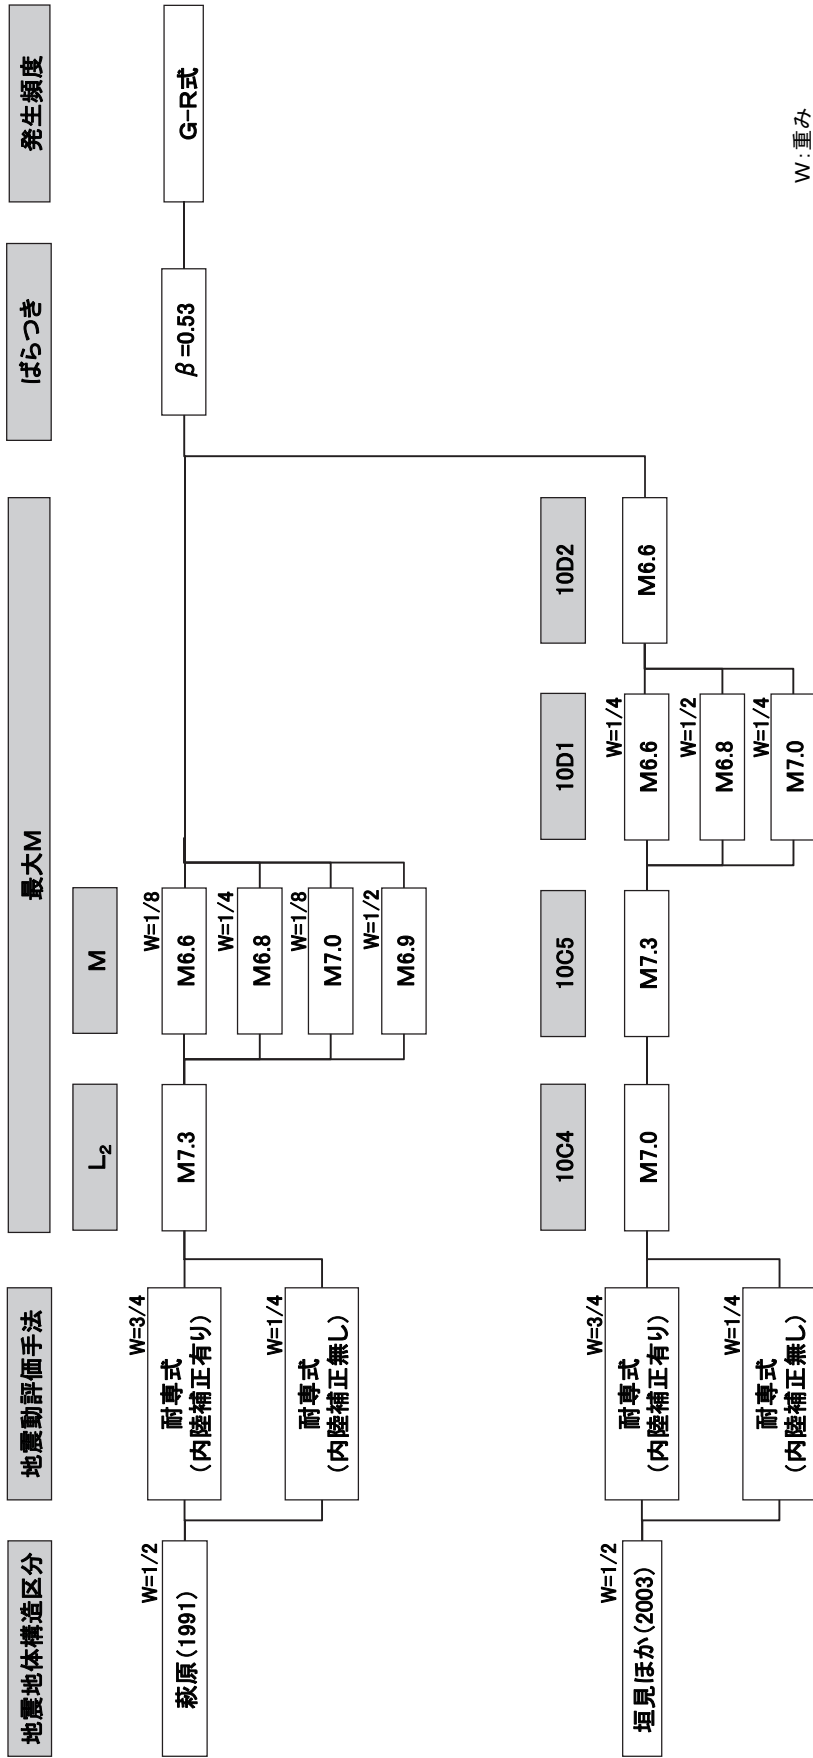 地震地体構造区分
地震動評価手法
最大M
ばらつき
発生頻度
L₂
M
W=1/2
萩原(1991)
W=3/4
耐専式
(内陸補正有り)
W=1/4
耐専式
(内陸補正無し)
M7.3
W=1/8
M6.6
W=1/4
M6.8
W=1/8
M7.0
W=1/2
M6.9
β=0.53
G-R式
10C4
10C5
10D1
10D2
W=1/2
垣見ほか(2003)
W=3/4
耐専式
(内陸補正有り)
W=1/4
耐専式
(内陸補正無し)
M7.0
M7.3
W=1/4
M6.6
W=1/2
M6.8
W=1/4
M7.0
M6.6
W:重み